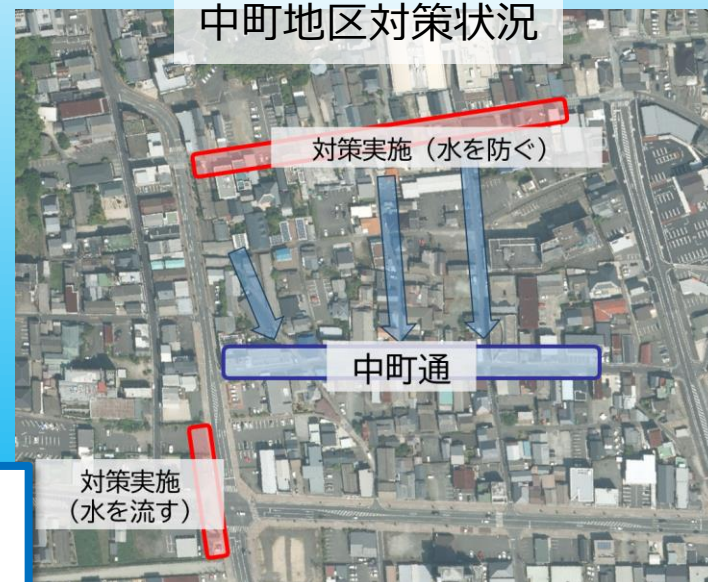 中町地区対策状況
対策実施（水を防ぐ）
中町通
対策実施
（水を流す）